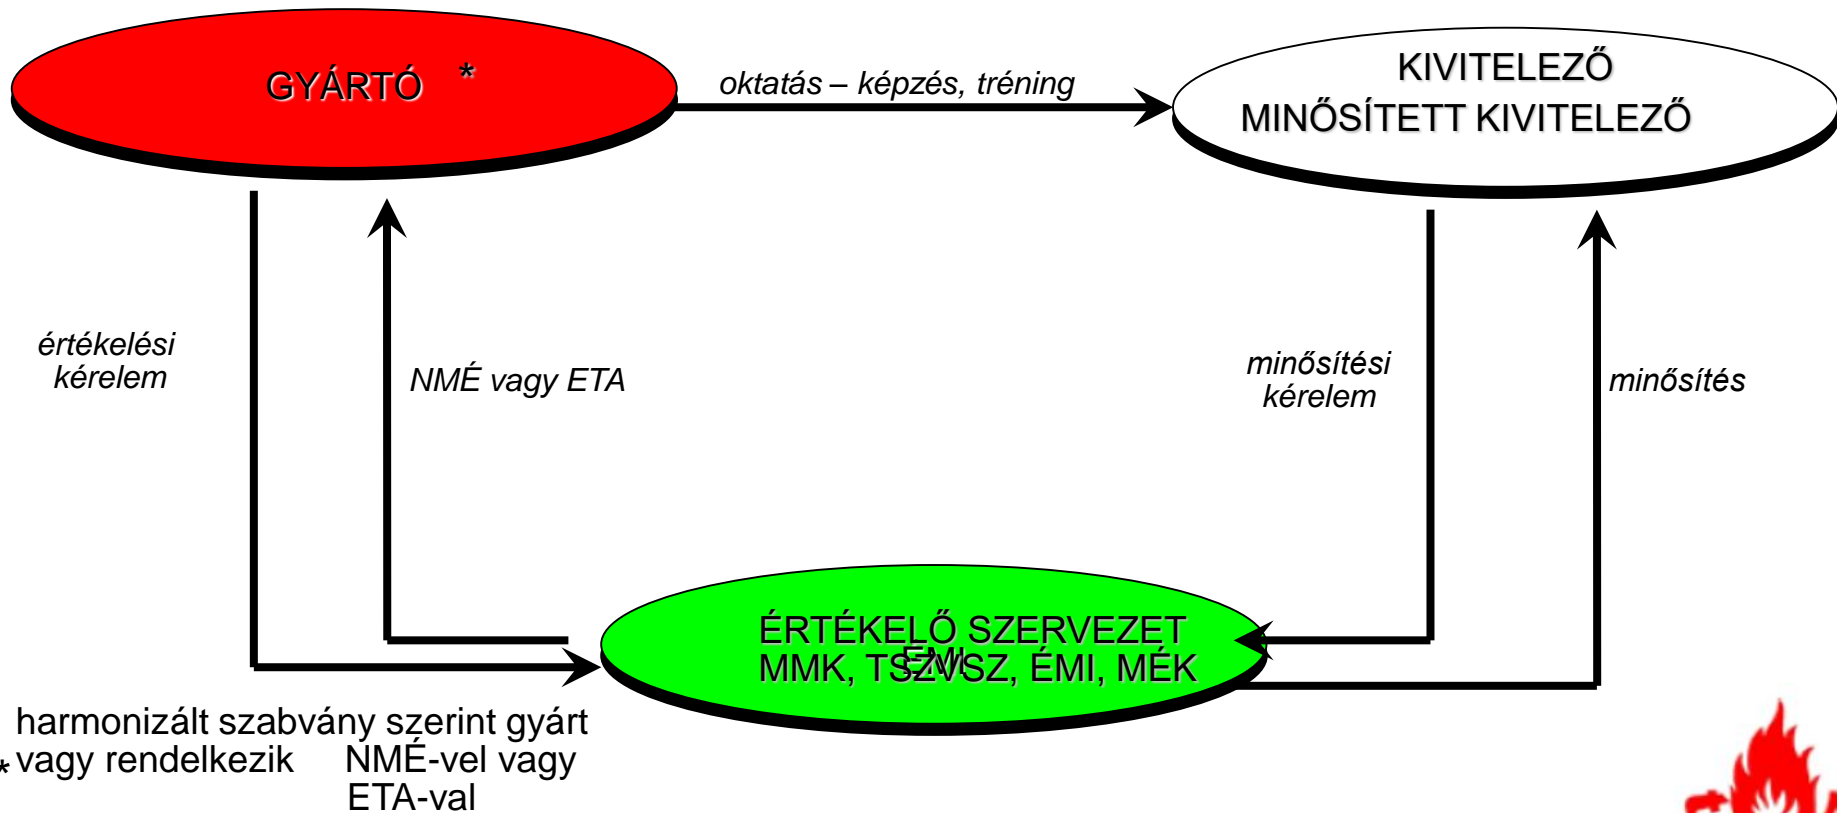 GYÁRTÓ *
oktatás – képzés, tréning
KIVITELEZŐ
MINŐSÍTETT KIVITELEZŐ
értékelési
kérelem
NMÉ vagy ETA
minősítési
kérelem
minősítés
ÉRTÉKELŐ SZERVEZET
ÉMI
MMK, TSZVSZ, ÉMI, MÉK
harmonizált szabvány szerint gyárt
* vagy rendelkezik NMÉ-vel vagy
ETA-val